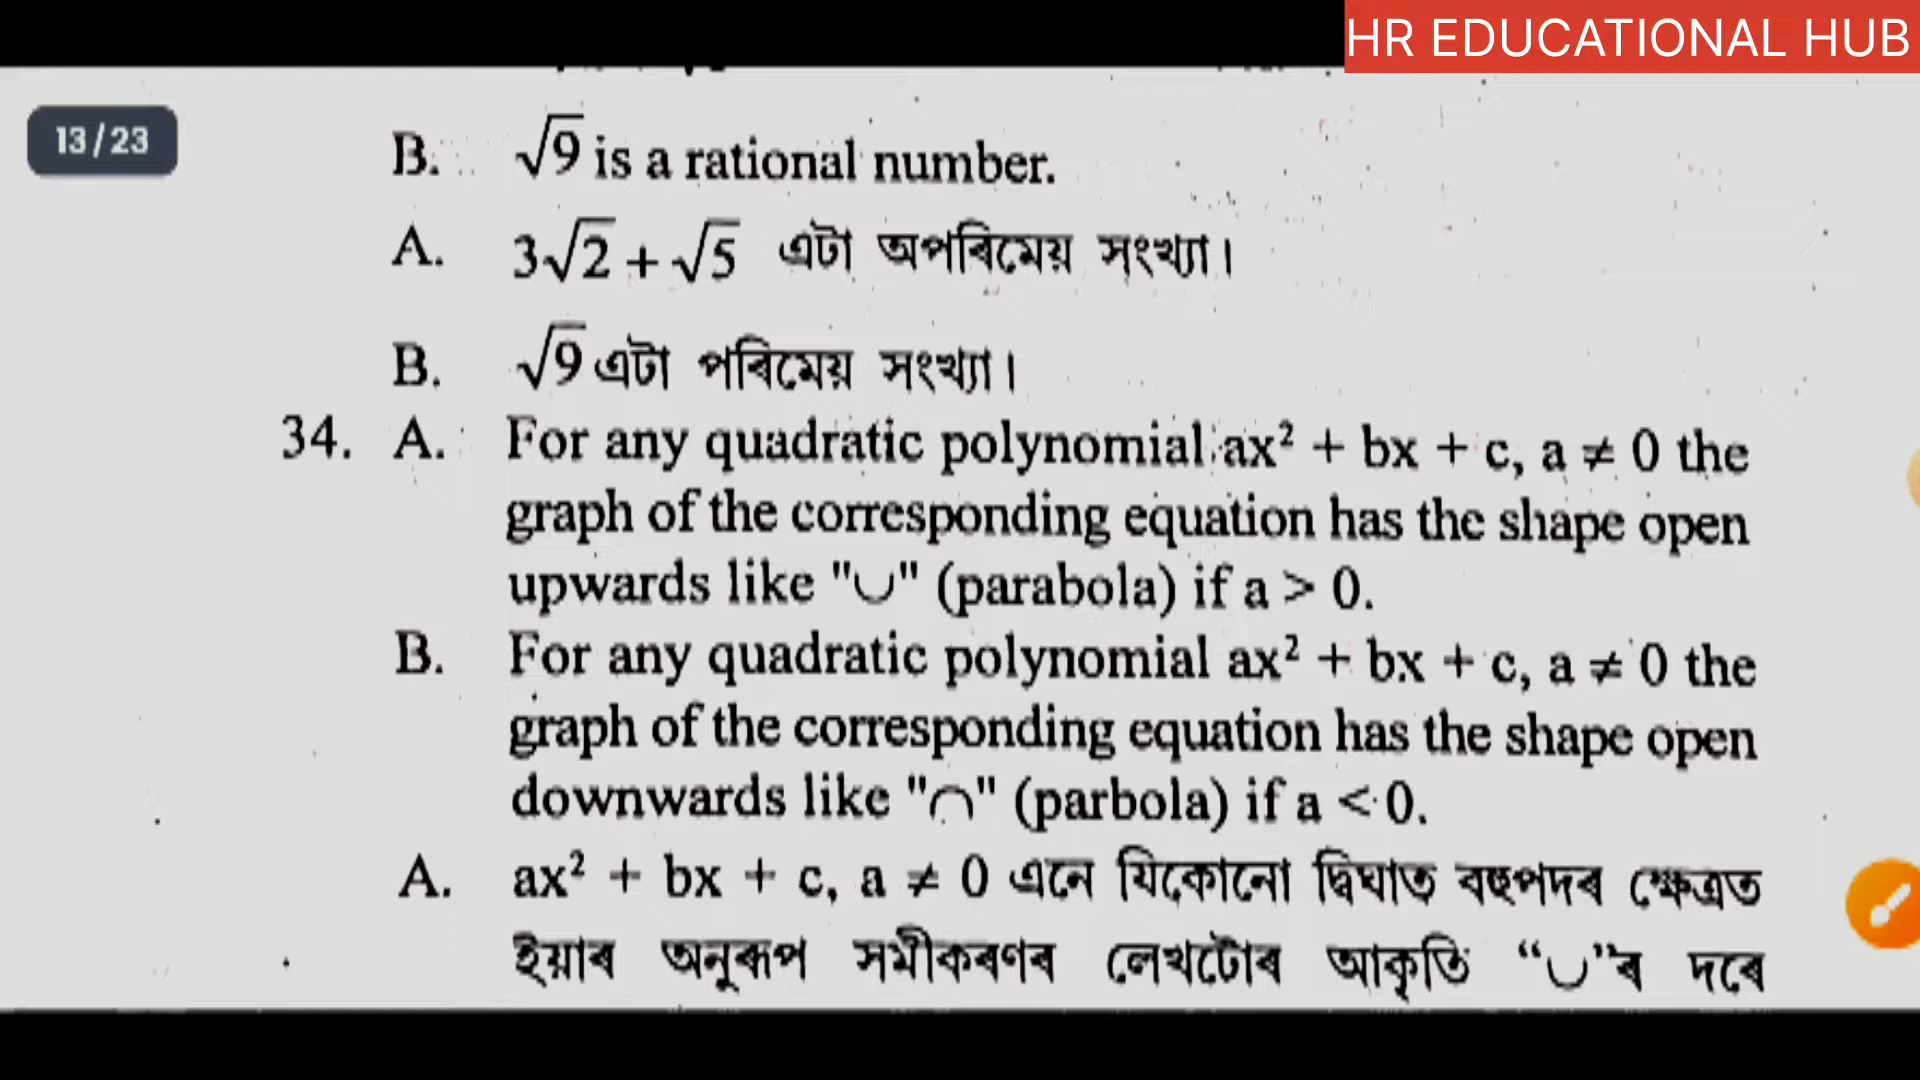 HR EDUCATIONAL HUB
13/23
B. √9 is a rational number.
A. 3√2 + √5 এটা অপৰিমেয় সংখ্যা।
B. √9 এটা পৰিমেয় সংখ্যা।
34. A. For any quadratic polynomial ax² + bx + c, a ≠ 0 the
graph of the corresponding equation has the shape open
upwards like "∪" (parabola) if a > 0.
B. For any quadratic polynomial ax² + bx + c, a ≠ 0 the
graph of the corresponding equation has the shape open
downwards like "∩" (parbola) if a < 0.
A. ax² + bx + c, a ≠ 0 এনে যিকোনো দ্বিঘাত বহুপদৰ ক্ষেত্ৰত
ইয়াৰ অনুৰূপ সমীকৰণৰ লেখটোৰ আকৃতি “∪”ৰ দৰে